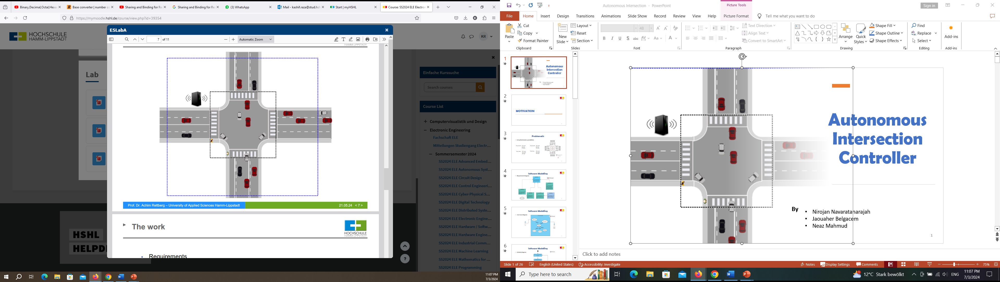 Binary,Decimal,Octal,Hexa
Base converter | number c
Sharing and Binding for Re
Sharing and Binding for Re
(3) WhatsApp
Mail - kashif.raza@stud.hsh
Start | myHSHL
Course: SS2024 ELE Electro
https://mymoodle.hshl.de/course/view.php?id=39354
HOCHSCHULE
HAMM-LIPPSTADT
KR
ESLabA
7 of 11
Automatic Zoom
HAMM-LIPPSTADT
Lab
Einfache Kurssuche
Search courses
Course List
Computervisualistik und Design
Electronic Engineering
Fachschaft ELE
Mitteilungen Studiengang Electr...
Sommersemester 2024
SS2024 ELE Advanced Embed...
SS2024 ELE Autonomous Syst...
SS2024 ELE Circuit Design
SS2024 ELE Control Engineeri...
SS2024 ELE Cyber-Physical S...
SS2024 ELE Digital Technology
SS2024 ELE Distributed Syste...
SS2024 ELE Electronic Engine...
SS2024 ELE Hardware / Softw...
SS2024 ELE Hardware Engine...
SS2024 ELE Industrial Comm...
SS2024 ELE Machine Learning
SS2024 ELE Mathematics for ...
SS2024 ELE Programming
Prof. Dr. Achim Rettberg – University of Applied Sciences Hamm-Lippstadt
21.05.24 < 7 >
The work
HOCHSCHULE
HAMM-LIPPSTADT
• Requirements
HSHL
HELPD
?
11:07 PM
7/3/2024
Autonomous Intersection - PowerPoint
Picture Tools
Sign in
File
Home
Insert
Design
Transitions
Animations
Slide Show
Record
Review
View
Help
Picture Format
Tell me what you want to do
Paste
Cut
Copy
Format Painter
Clipboard
New
Slide
Layout
Reset
Section
Slides
48
B I U S abc AV Aa A
Font
Paragraph
Text Direction
Align Text
Convert to SmartArt
Arrange
Quick
Styles
Shape Fill
Shape Outline
Shape Effects
Drawing
Find
Replace
Select
Editing
Add-ins
Add-ins
1
Autonomous
Intersection
Controller
2
MOTIVATION
3
Problematic
4
Software Modelling
5
Software Modelling
6
Software Modelling
Autonomous
Intersection
Controller
By
• Nirojan Navaratanarajah
• Jaouaher Belgacem
• Neaz Mahmud
1
Click to add notes
Slide 1 of 26
English (United States)
Accessibility: Investigate
Notes
Display Settings
Comments
75%
Type here to search
12°C Stark bewölkt
ENG
11:07 PM
7/3/2024